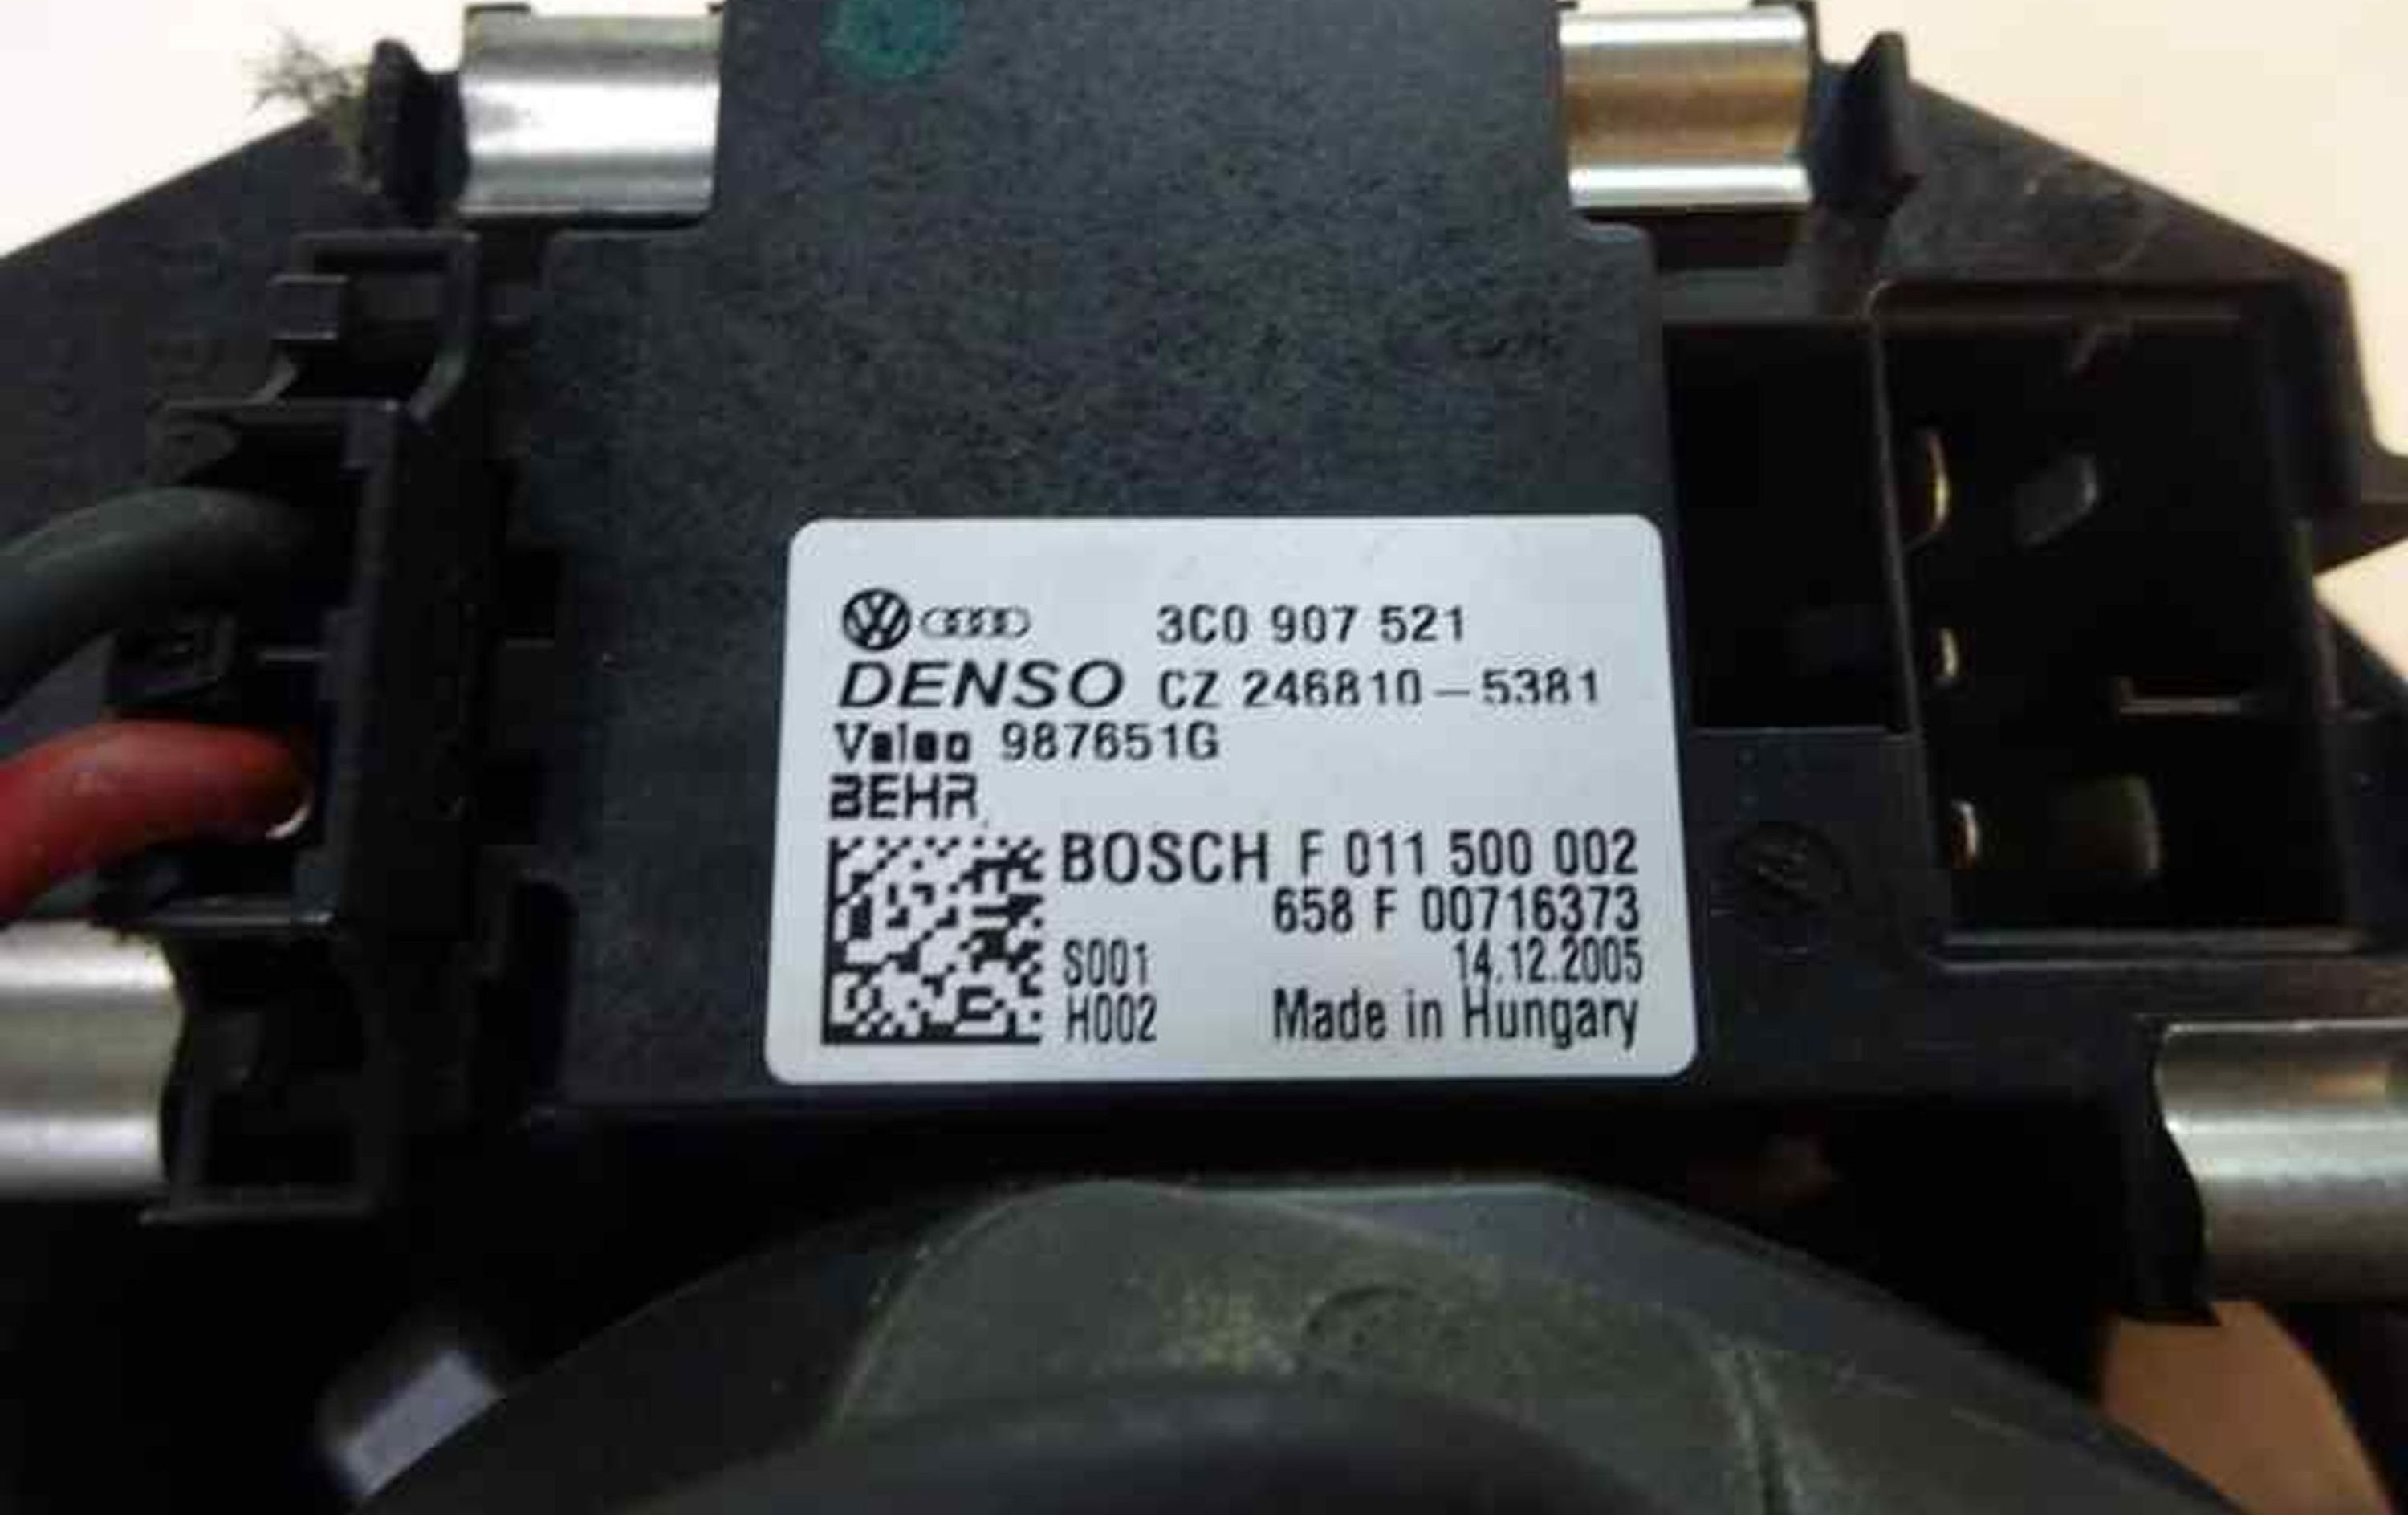 3C0 907 521
DENSO CZ 246810-5381
Valeo 987651G
BEHR
BOSCH F 011 500 002
658 F 00716373
S001 14.12.2005
H002 Made in Hungary